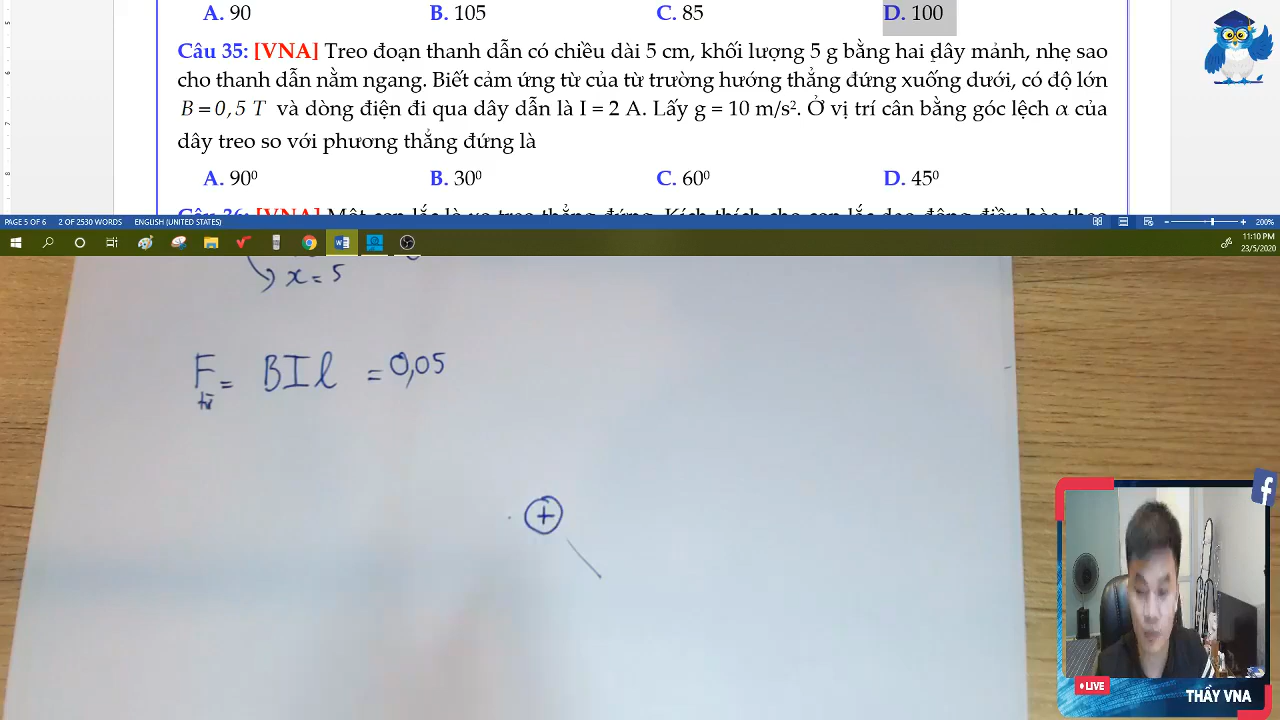 A. 90 B. 105 C. 85 D. 100
Câu 35: [VNA] Treo đoạn thanh dẫn có chiều dài 5 cm, khối lượng 5 g bằng hai dây mảnh, nhẹ sao
cho thanh dẫn nằm ngang. Biết cảm ứng từ của từ trường hướng thẳng đứng xuống dưới, có độ lớn
B = 0,5 T và dòng điện đi qua dây dẫn là I = 2 A. Lấy g = 10 m/s². Ở vị trí cân bằng góc lệch α của
dây treo so với phương thẳng đứng là
A. 90⁰ B. 30⁰ C. 60⁰ D. 45⁰
PAGE 5 OF 6 2 OF 2530 WORDS ENGLISH (UNITED STATES) 200%
11:10 PM
23/5/2020
x = 5
F từ = BIl = 0,05
+
LIVE
THẦY VNA